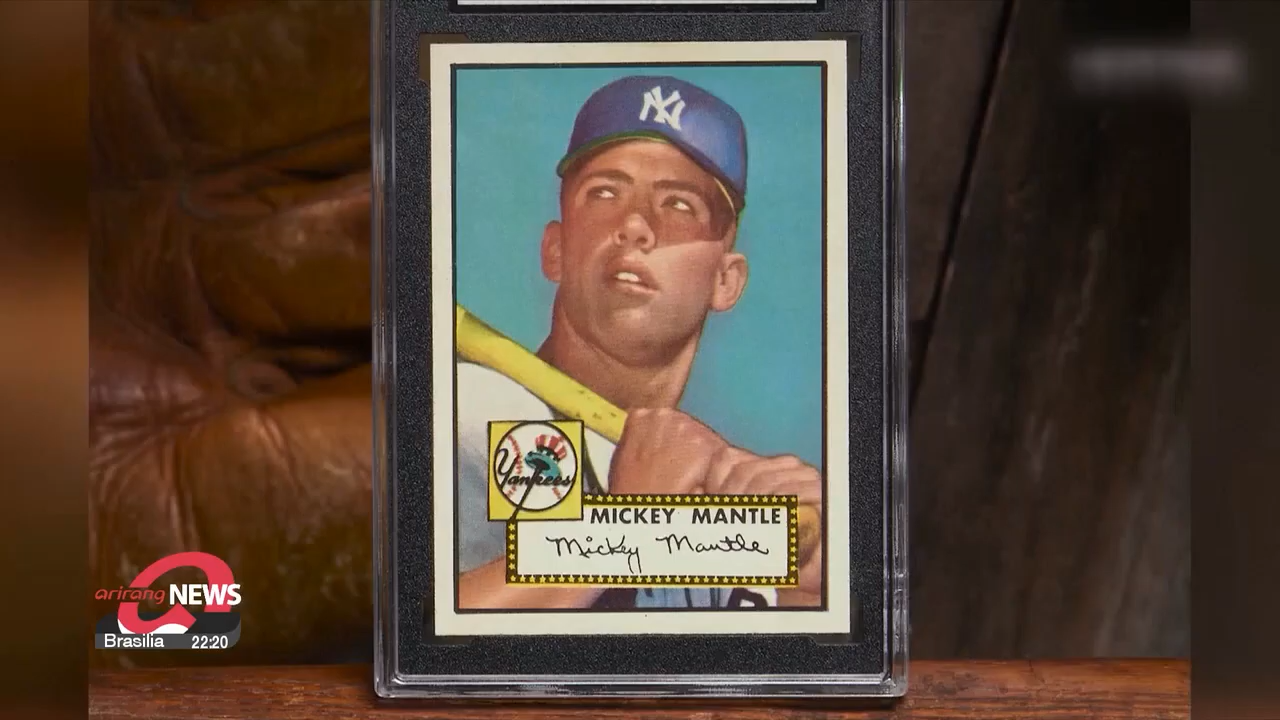 NY
Yankees
MICKEY MANTLE
Mickey Mantle
arirang NEWS
Brasilia 22:20